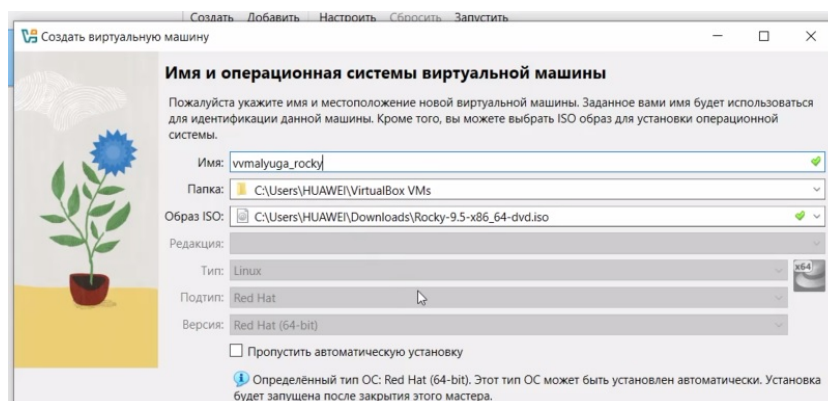 Создать Добавить Настроить Сбросить Запустить
Создать виртуальную машину
Имя и операционная системы виртуальной машины
Пожалуйста укажите имя и местоположение новой виртуальной машины. Заданное вами имя будет использоваться
для идентификации данной машины. Кроме того, вы можете выбрать ISO образ для установки операционной
системы.
Имя: vvmalyuga_rocky
Папка: C:\Users\HUAWEI\VirtualBox VMs
Образ ISO: C:\Users\HUAWEI\Downloads\Rocky-9.5-x86_64-dvd.iso
Редакция:
Тип: Linux
x64
Подтип: Red Hat
Версия: Red Hat (64-bit)
Пропустить автоматическую установку
Определённый тип ОС: Red Hat (64-bit). Этот тип ОС может быть установлен автоматически. Установка
будет запущена после закрытия этого мастера.